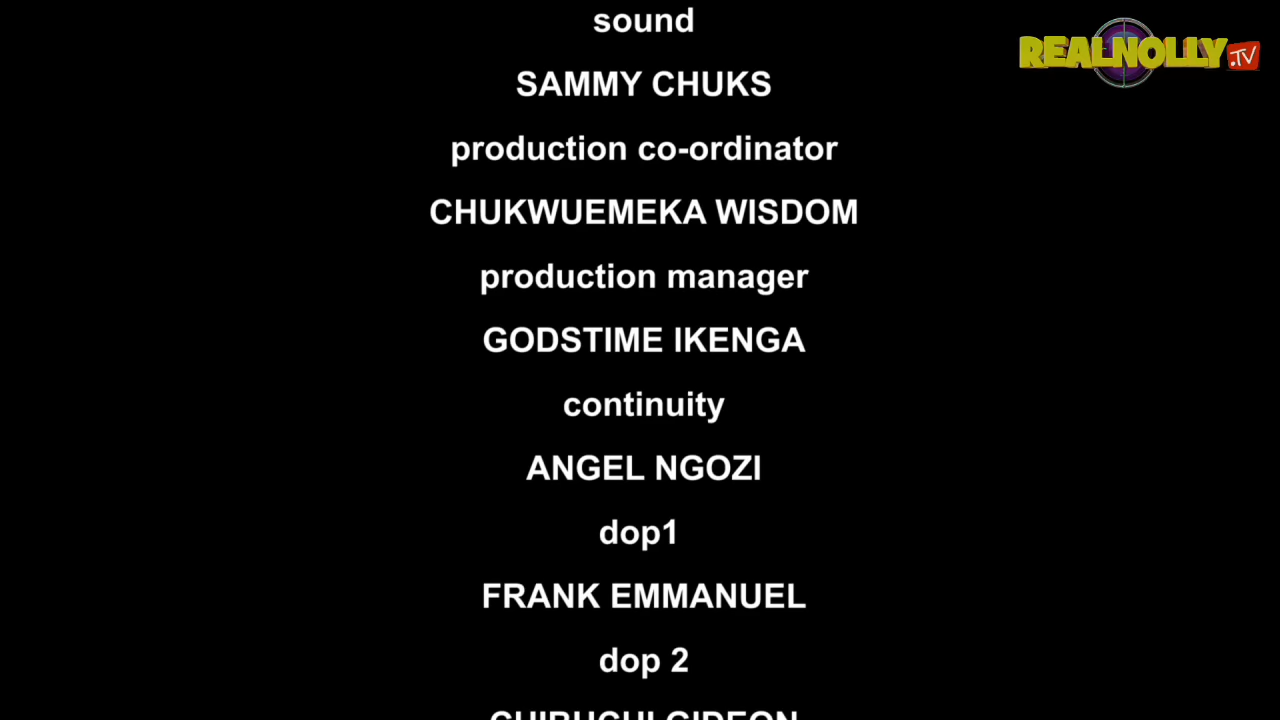 sound
REALNOLLY.TV
SAMMY CHUKS
production co-ordinator
CHUKWUEMEKA WISDOM
production manager
GODSTIME IKENGA
continuity
ANGEL NGOZI
dop1
FRANK EMMANUEL
dop 2
GIDEON